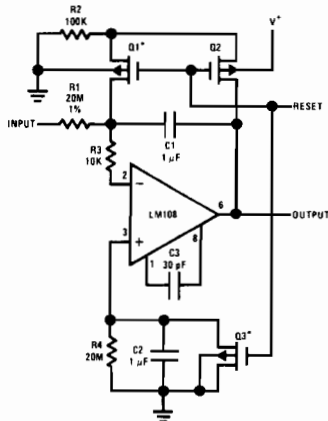 R2
100K
Q1*
Q2
V+
R1
20M
1%
INPUT
RESET
C1
1 μF
R3
10K
2
6
LM108
OUTPUT
3
8
1
C3
30 pF
R4
20M
C2
1 μF
Q3*